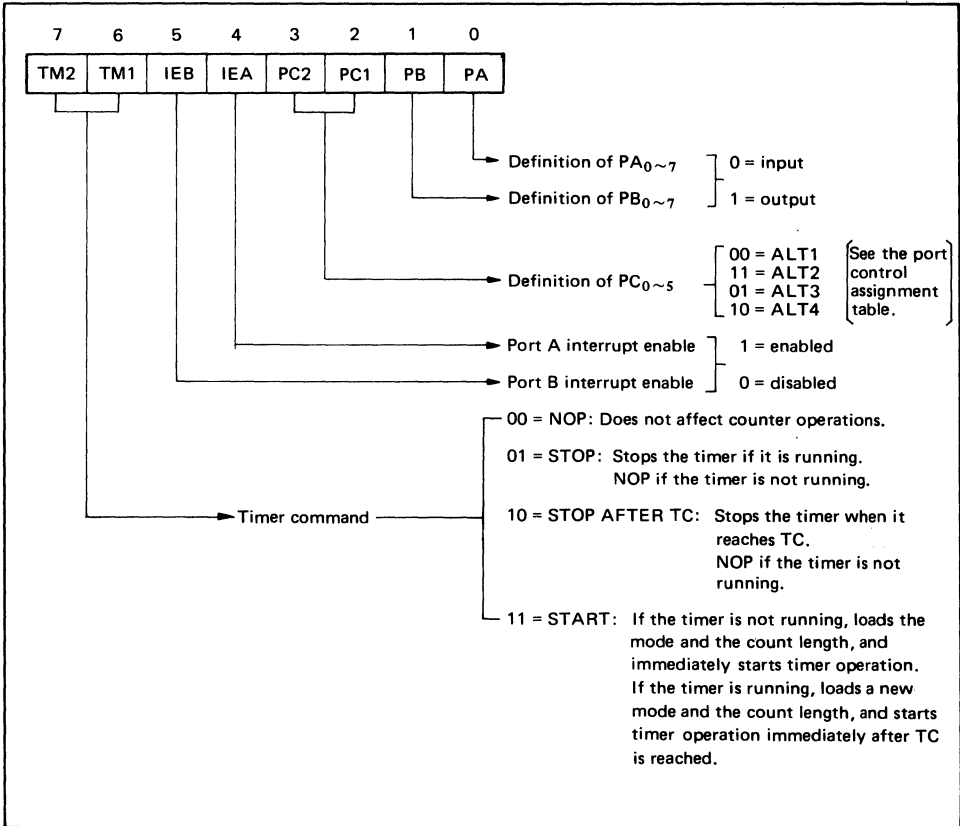 7 6 5 4 3 2 1 0
TM2 TM1 IEB IEA PC2 PC1 PB PA
Definition of PA0~7 0 = input
Definition of PB0~7 1 = output
Definition of PC0~5
00 = ALT1
11 = ALT2
01 = ALT3
10 = ALT4
See the port
control
assignment
table.
Port A interrupt enable 1 = enabled
Port B interrupt enable 0 = disabled
Timer command
00 = NOP: Does not affect counter operations.
01 = STOP: Stops the timer if it is running.
NOP if the timer is not running.
10 = STOP AFTER TC: Stops the timer when it
reaches TC.
NOP if the timer is not
running.
11 = START: If the timer is not running, loads the
mode and the count length, and
immediately starts timer operation.
If the timer is running, loads a new
mode and the count length, and starts
timer operation immediately after TC
is reached.